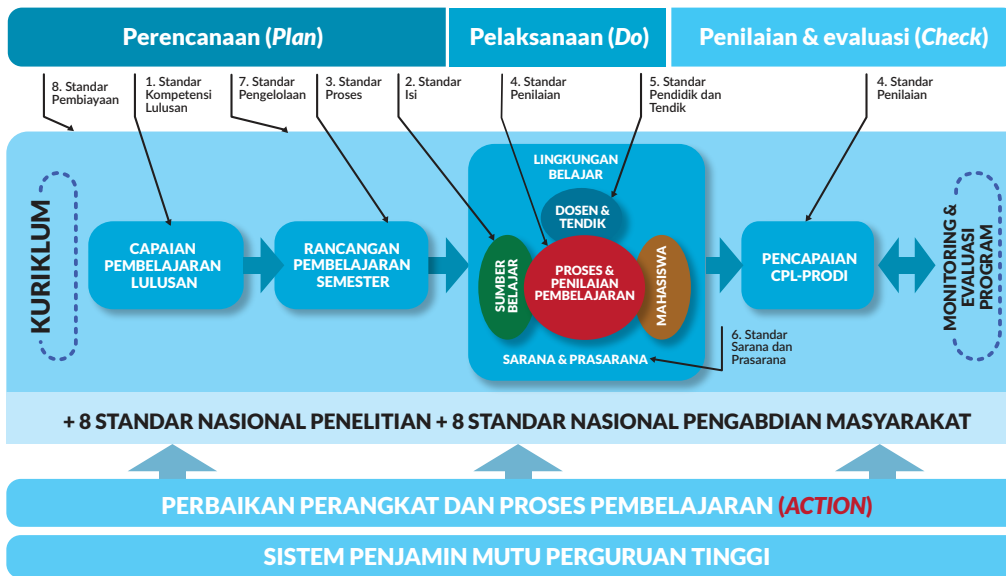 Perencanaan (Plan)
Pelaksanaan (Do)
Penilaian & evaluasi (Check)
8. Standar
Pembiayaan
1. Standar
Kompetensi
Lulusan
7. Standar
Pengelolaan
3. Standar
Proses
2. Standar
Isi
4. Standar
Penilaian
5. Standar
Pendidik dan
Tendik
4. Standar
Penilaian
KURIKLUM
CAPAIAN
PEMBELAJARAN
LULUSAN
RANCANGAN
PEMBELAJARAN
SEMESTER
LINGKUNGAN
BELAJAR
DOSEN &
TENDIK
SUMBER
BELAJAR
PROSES &
PENILAIAN
PEMBELAJARAN
MAHASISWA
SARANA & PRASARANA
PENCAPAIAN
CPL-PRODI
6. Standar
Sarana dan
Prasarana
MONITORING &
EVALUASI
PROGRAM
+ 8 STANDAR NASIONAL PENELITIAN + 8 STANDAR NASIONAL PENGABDIAN MASYARAKAT
PERBAIKAN PERANGKAT DAN PROSES PEMBELAJARAN (ACTION)
SISTEM PENJAMIN MUTU PERGURUAN TINGGI